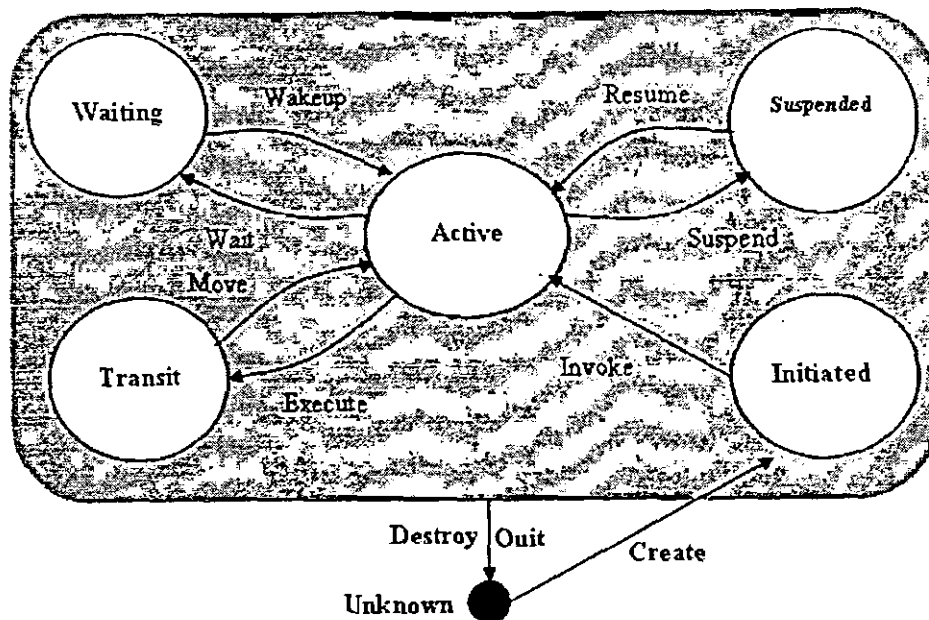 Wakeup
Resume
Waiting
Suspended
Active
Wait
Suspend
Move
Transit
Invoke
Initiated
Execute
Destroy
Quit
Create
Unknown